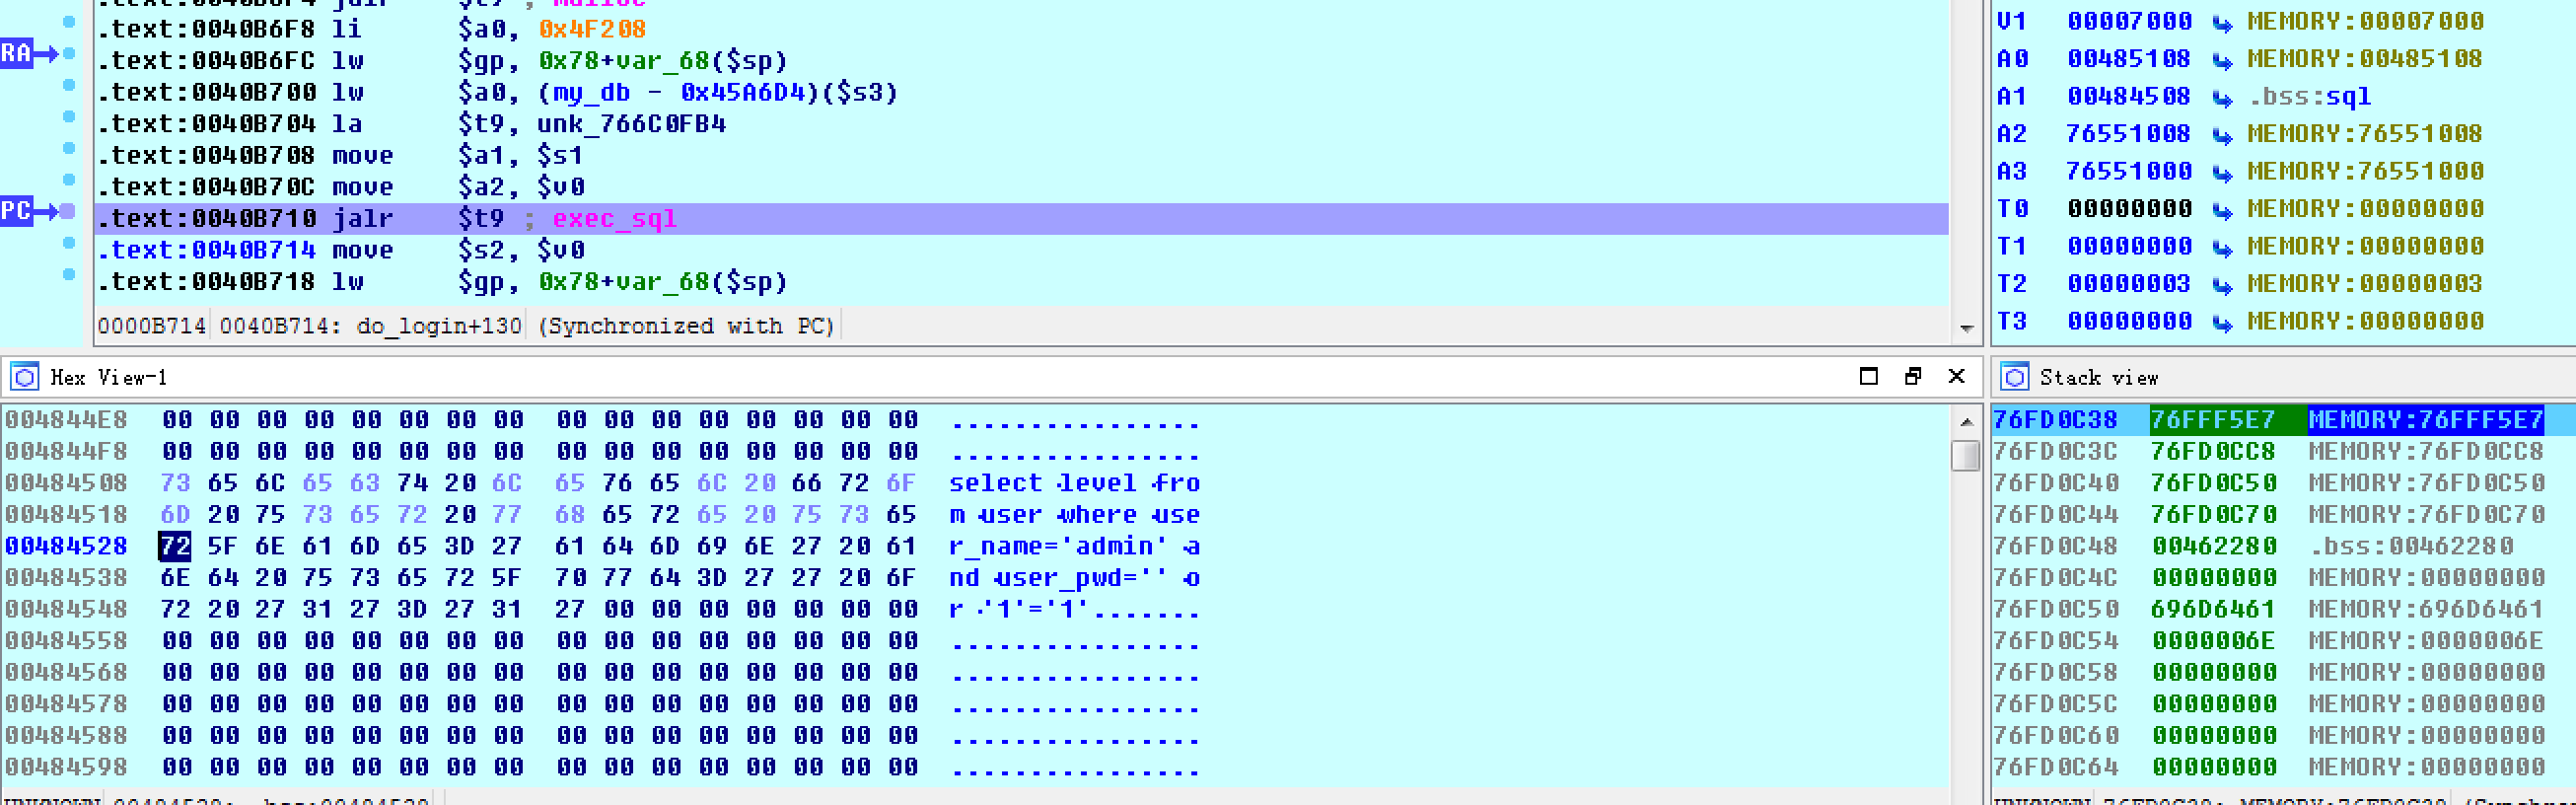 .text:0040B6F8 li $a0, 0x4F208
RA
.text:0040B6FC lw $gp, 0x78+var_68($sp)
.text:0040B700 lw $a0, (my_db - 0x45A6D4)($s3)
.text:0040B704 la $t9, unk_766C0FB4
.text:0040B708 move $a1, $s1
.text:0040B70C move $a2, $v0
PC
.text:0040B710 jalr $t9 ; exec_sql
.text:0040B714 move $s2, $v0
.text:0040B718 lw $gp, 0x78+var_68($sp)
0000B714 0040B714: do_login+130 (Synchronized with PC)
V1 00007000 MEMORY:00007000
A0 00485108 MEMORY:00485108
A1 00484508 .bss:sql
A2 76551008 MEMORY:76551008
A3 76551000 MEMORY:76551000
T0 00000000 MEMORY:00000000
T1 00000000 MEMORY:00000000
T2 00000003 MEMORY:00000003
T3 00000000 MEMORY:00000000
Hex View-1
004844E8 00 00 00 00 00 00 00 00 00 00 00 00 00 00 00 00 ................
004844F8 00 00 00 00 00 00 00 00 00 00 00 00 00 00 00 00 ................
00484508 73 65 6C 65 63 74 20 6C 65 76 65 6C 20 66 72 6F select.level.fro
00484518 6D 20 75 73 65 72 20 77 68 65 72 65 20 75 73 65 m.user.where.use
00484528 72 5F 6E 61 6D 65 3D 27 61 64 6D 69 6E 27 20 61 r_name='admin'.a
00484538 6E 64 20 75 73 65 72 5F 70 77 64 3D 27 27 20 6F nd.user_pwd=''.o
00484548 72 20 27 31 27 3D 27 31 27 00 00 00 00 00 00 00 r.'1'='1'.......
00484558 00 00 00 00 00 00 00 00 00 00 00 00 00 00 00 00 ................
00484568 00 00 00 00 00 00 00 00 00 00 00 00 00 00 00 00 ................
00484578 00 00 00 00 00 00 00 00 00 00 00 00 00 00 00 00 ................
00484588 00 00 00 00 00 00 00 00 00 00 00 00 00 00 00 00 ................
00484598 00 00 00 00 00 00 00 00 00 00 00 00 00 00 00 00 ................
Stack view
76FD0C38 76FFF5E7 MEMORY:76FFF5E7
76FD0C3C 76FD0CC8 MEMORY:76FD0CC8
76FD0C40 76FD0C50 MEMORY:76FD0C50
76FD0C44 76FD0C70 MEMORY:76FD0C70
76FD0C48 00462280 .bss:00462280
76FD0C4C 00000000 MEMORY:00000000
76FD0C50 696D6461 MEMORY:696D6461
76FD0C54 0000006E MEMORY:0000006E
76FD0C58 00000000 MEMORY:00000000
76FD0C5C 00000000 MEMORY:00000000
76FD0C60 00000000 MEMORY:00000000
76FD0C64 00000000 MEMORY:00000000